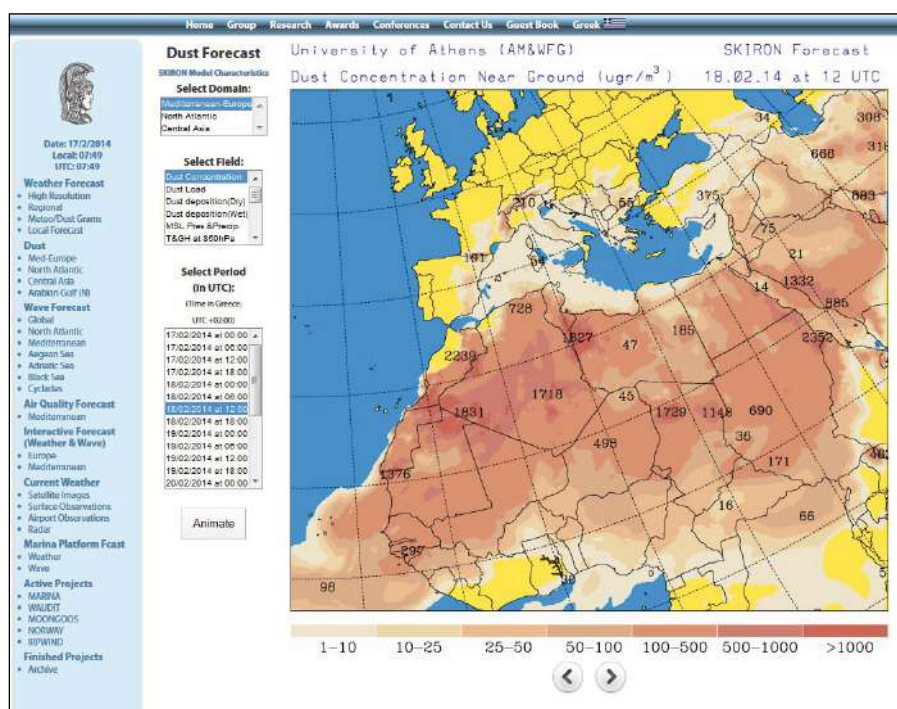 Home Group Research Awards Conferences Contact Us Guest Book Greek
Date: 17/2/2014
Local: 07:49
UTC: 07:49
Weather Forecast
High Resolution
Regional
Meteo/Dust Grams
Local Forecast
Dust
Med-Europe
North Atlantic
Central Asia
Arabian Gulf (N)
Wave Forecast
Global
North Atlantic
Mediterranean
Aegean Sea
Adriatic Sea
Black Sea
Cyclades
Air Quality Forecast
Mediterranean
Interactive Forecast
(Weather & Wave)
Europe
Mediterranean
Current Weather
Satellite Images
Surface Observations
Airport Observations
Radar
Marina Platform Fcast
Weather
Wave
Active Projects
MARINA
WAUDIT
MOONGOOS
NORWAY
IRPWIND
Finished Projects
Archive
Dust Forecast
SKIRON Model Characteristics
Select Domain:
Mediterranean-Europe
North Atlantic
Central Asia
Select Field:
Dust Concentration
Dust Load
Dust deposition(Dry)
Dust deposition(Wet)
MSL Pres &Precip.
T&GH at 850hPa
Select Period
(in UTC):
(Time in Greece:
UTC +02:00)
17/02/2014 at 00:00
17/02/2014 at 06:00
17/02/2014 at 12:00
17/02/2014 at 18:00
18/02/2014 at 00:00
18/02/2014 at 06:00
18/02/2014 at 12:00
18/02/2014 at 18:00
19/02/2014 at 00:00
19/02/2014 at 06:00
19/02/2014 at 12:00
19/02/2014 at 18:00
20/02/2014 at 00:00
Animate
University of Athens (AM&WFG) SKIRON Forecast
Dust Concentration Near Ground (ugr/m³) 18.02.14 at 12 UTC
34 308
666 318
210 55 375 883
75
191 64 21
14 1332
885
728 1827 47 185 2352
2239
1718 45
1831 1729 1148 690
498 36
1376 171 462
16 66
297
98
1-10 10-25 25-50 50-100 100-500 500-1000 >1000